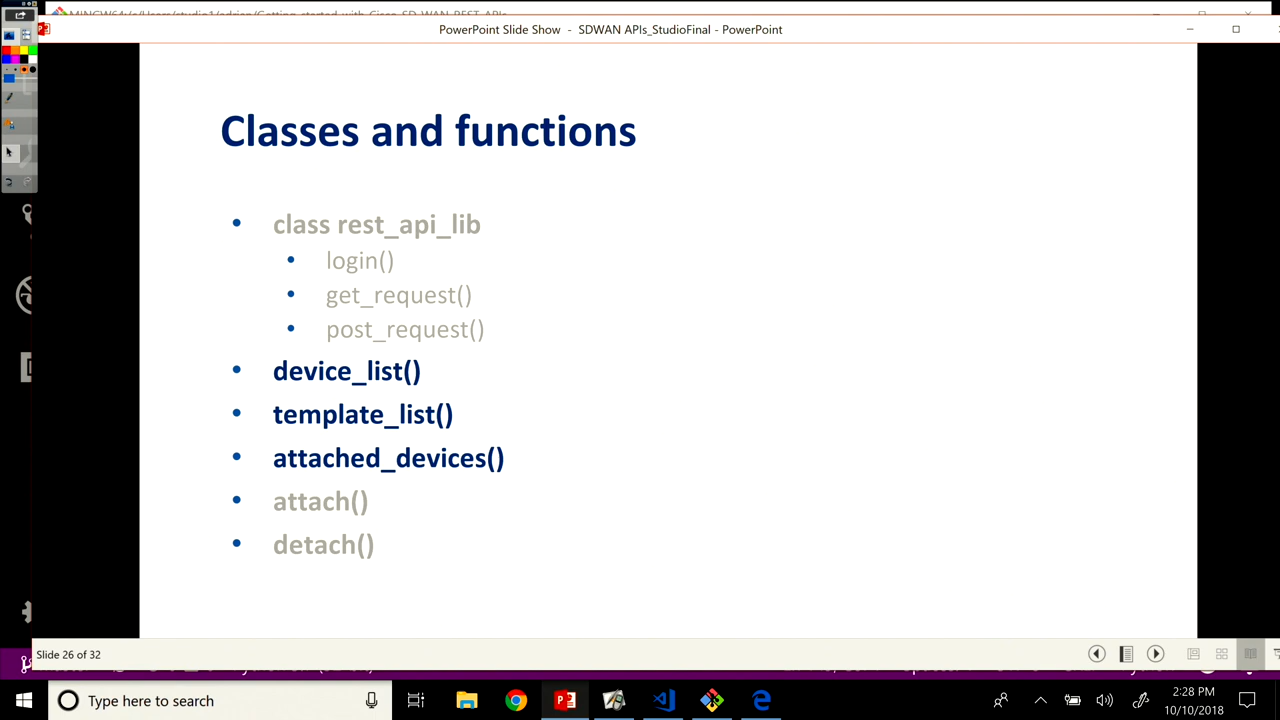 PowerPoint Slide Show - SDWAN APIs_StudioFinal - PowerPoint
Classes and functions
• class rest_api_lib
• login()
• get_request()
• post_request()
• device_list()
• template_list()
• attached_devices()
• attach()
• detach()
Slide 26 of 32
Type here to search
2:28 PM
10/10/2018